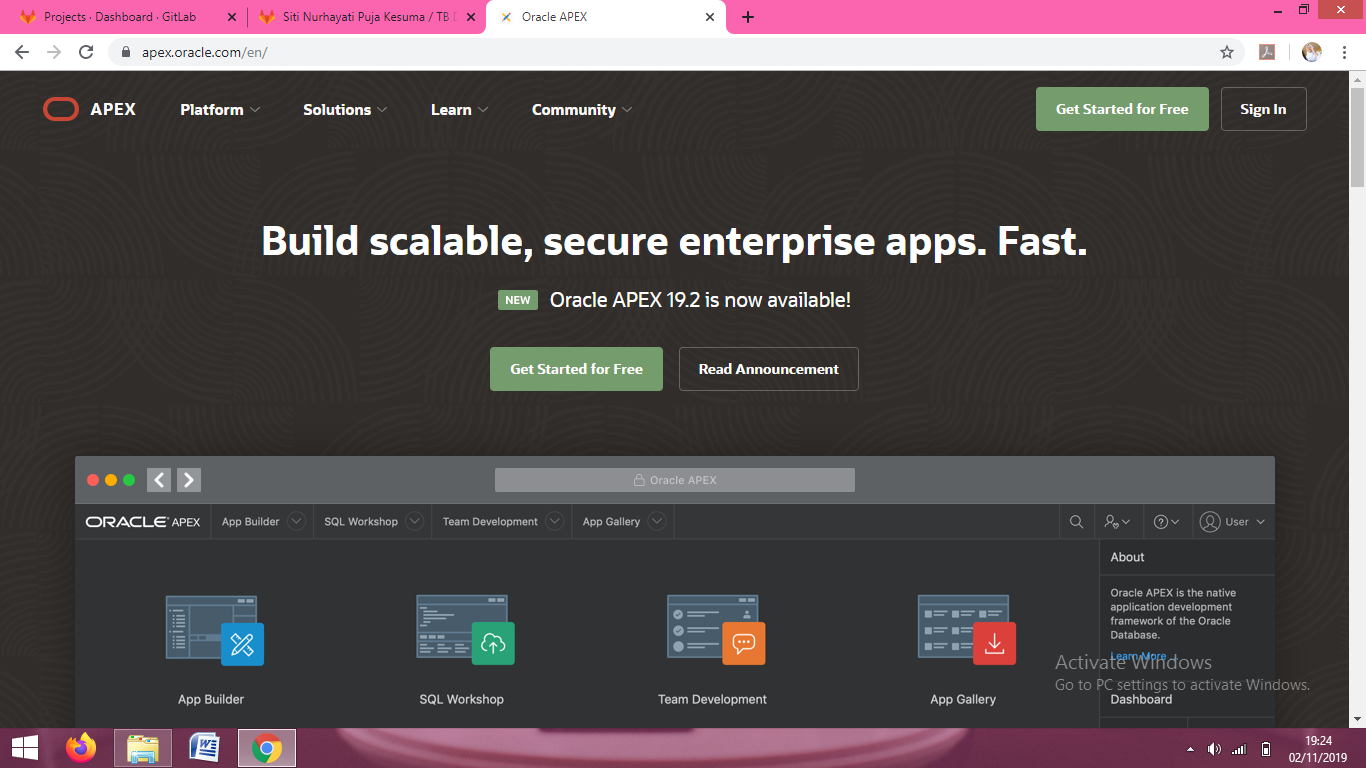 Projects · Dashboard · GitLab
Siti Nurhayati Puja Kesuma / TB
Oracle APEX
apex.oracle.com/en/
APEX
Platform
Solutions
Learn
Community
Get Started for Free
Sign In
Build scalable, secure enterprise apps. Fast.
NEW Oracle APEX 19.2 is now available!
Get Started for Free
Read Announcement
Oracle APEX
ORACLE APEX
App Builder
SQL Workshop
Team Development
App Gallery
User
About
Oracle APEX is the native
application development
framework of the Oracle
Database.
Learn More
App Builder
SQL Workshop
Team Development
App Gallery
Dashboard
Activate Windows
Go to PC settings to activate Windows.
19:24
02/11/2019